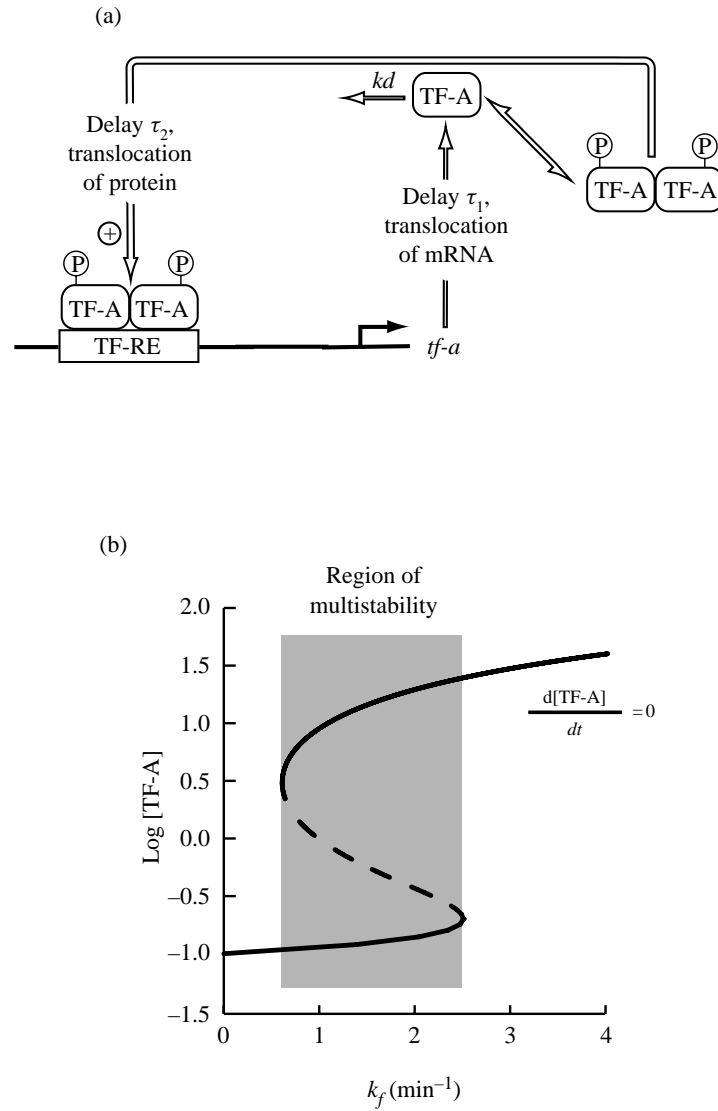 (a)
kd
TF-A
P
P
TF-A
TF-A
Delay τ2,
translocation
of protein
Delay τ1,
translocation
of mRNA
+
P
P
TF-A
TF-A
TF-RE
tf-a
(b)
Region of
multistability
2.0
1.5
1.0
0.5
0.0
–0.5
–1.0
–1.5
Log [TF-A]
d[TF-A]
dt
= 0
0
1
2
3
4
kf (min–1)